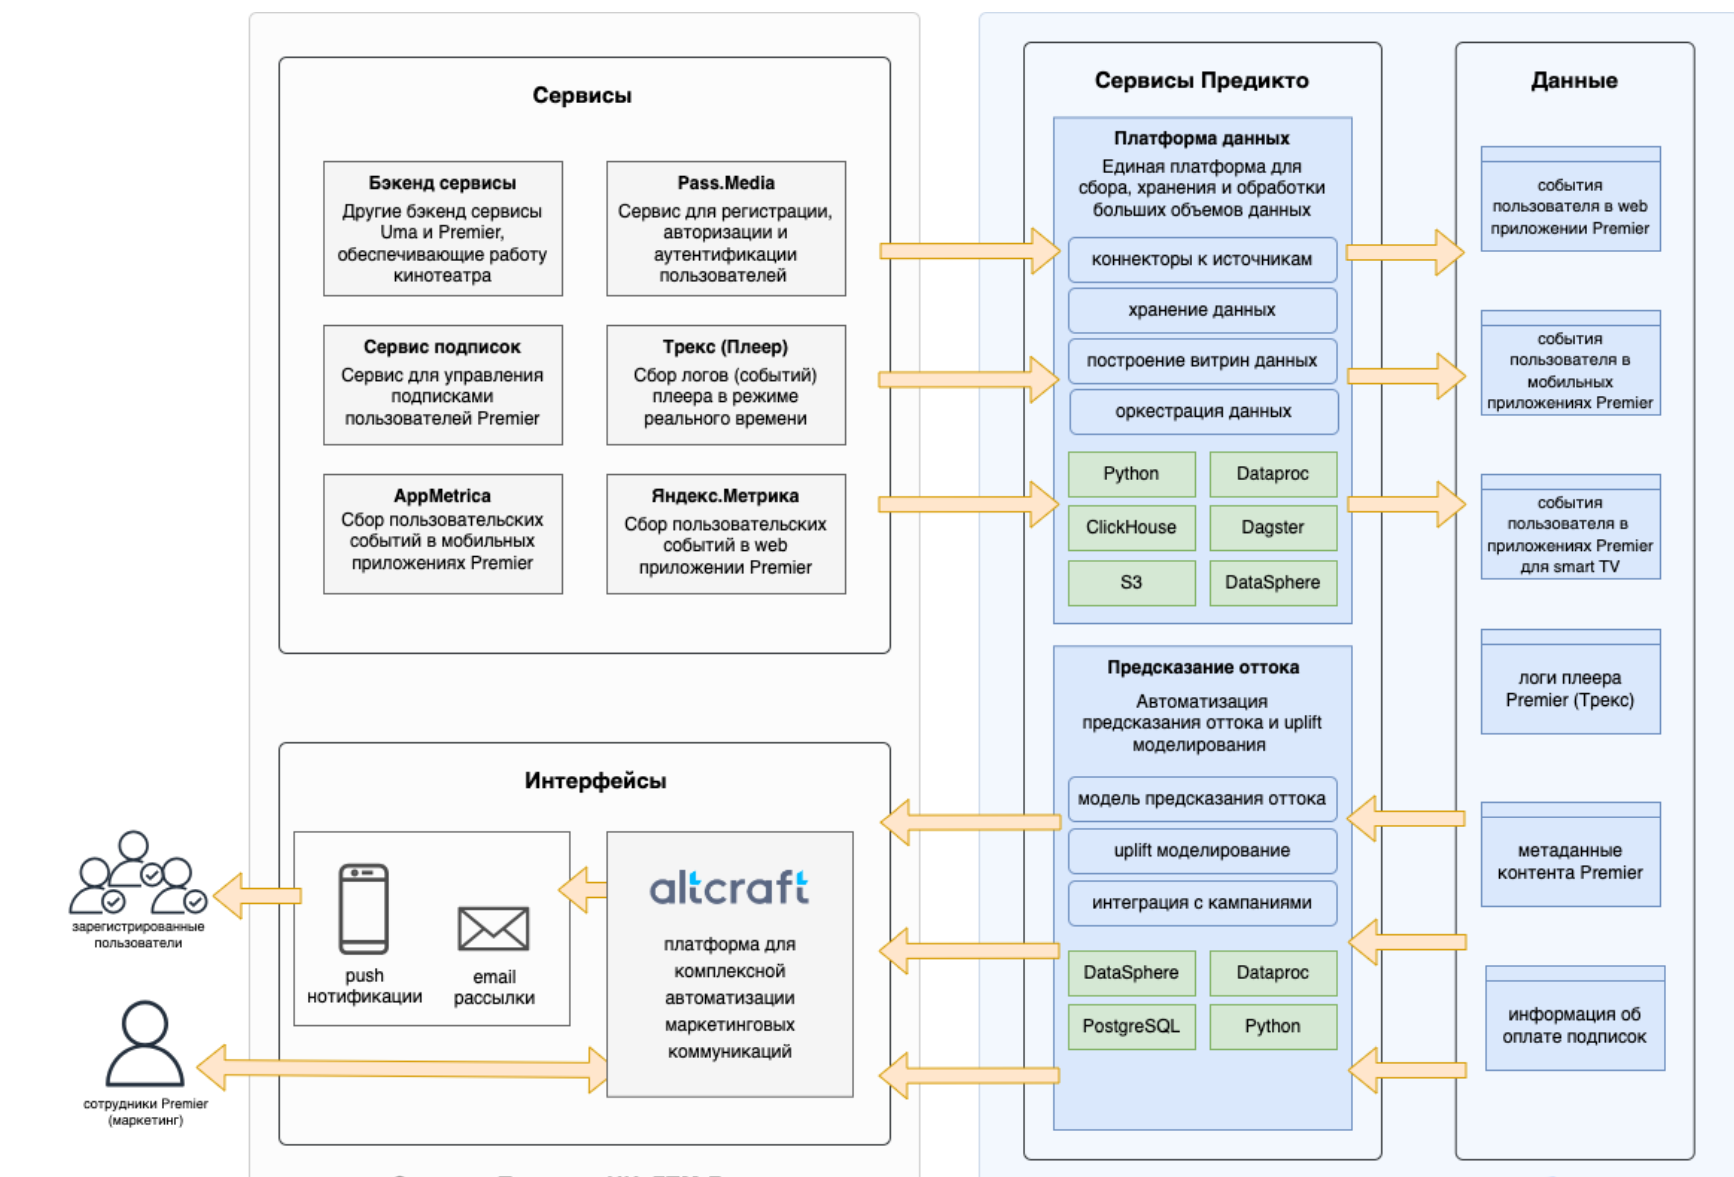 Сервисы
Бэкенд сервисы
Другие бэкенд сервисы
Uma и Premier,
обеспечивающие работу
кинотеатра
Pass.Media
Сервис для регистрации,
авторизации и
аутентификации
пользователей
Сервис подписок
Сервис для управления
подписками
пользователей Premier
Трекс (Плеер)
Сбор логов (событий)
плеера в режиме
реального времени
AppMetrica
Сбор пользовательских
событий в мобильных
приложениях Premier
Яндекс.Метрика
Сбор пользовательских
событий в web
приложении Premier
Интерфейсы
push
нотификации
email
рассылки
altcraft
платформа для
комплексной
автоматизации
маркетинговых
коммуникаций
зарегистрированные
пользователи
сотрудники Premier
(маркетинг)
Сервисы Предикто
Платформа данных
Единая платформа для
сбора, хранения и обработки
больших объемов данных
коннекторы к источникам
хранение данных
построение витрин данных
оркестрация данных
Python
Dataproc
ClickHouse
Dagster
S3
DataSphere
Предсказание оттока
Автоматизация
предсказания оттока и uplift
моделирования
модель предсказания оттока
uplift моделирование
интеграция с кампаниями
DataSphere
Dataproc
PostgreSQL
Python
Данные
события
пользователя в web
приложении Premier
события
пользователя в
мобильных
приложениях Premier
события
пользователя в
приложениях Premier
для smart TV
логи плеера
Premier (Трекс)
метаданные
контента Premier
информация об
оплате подписок